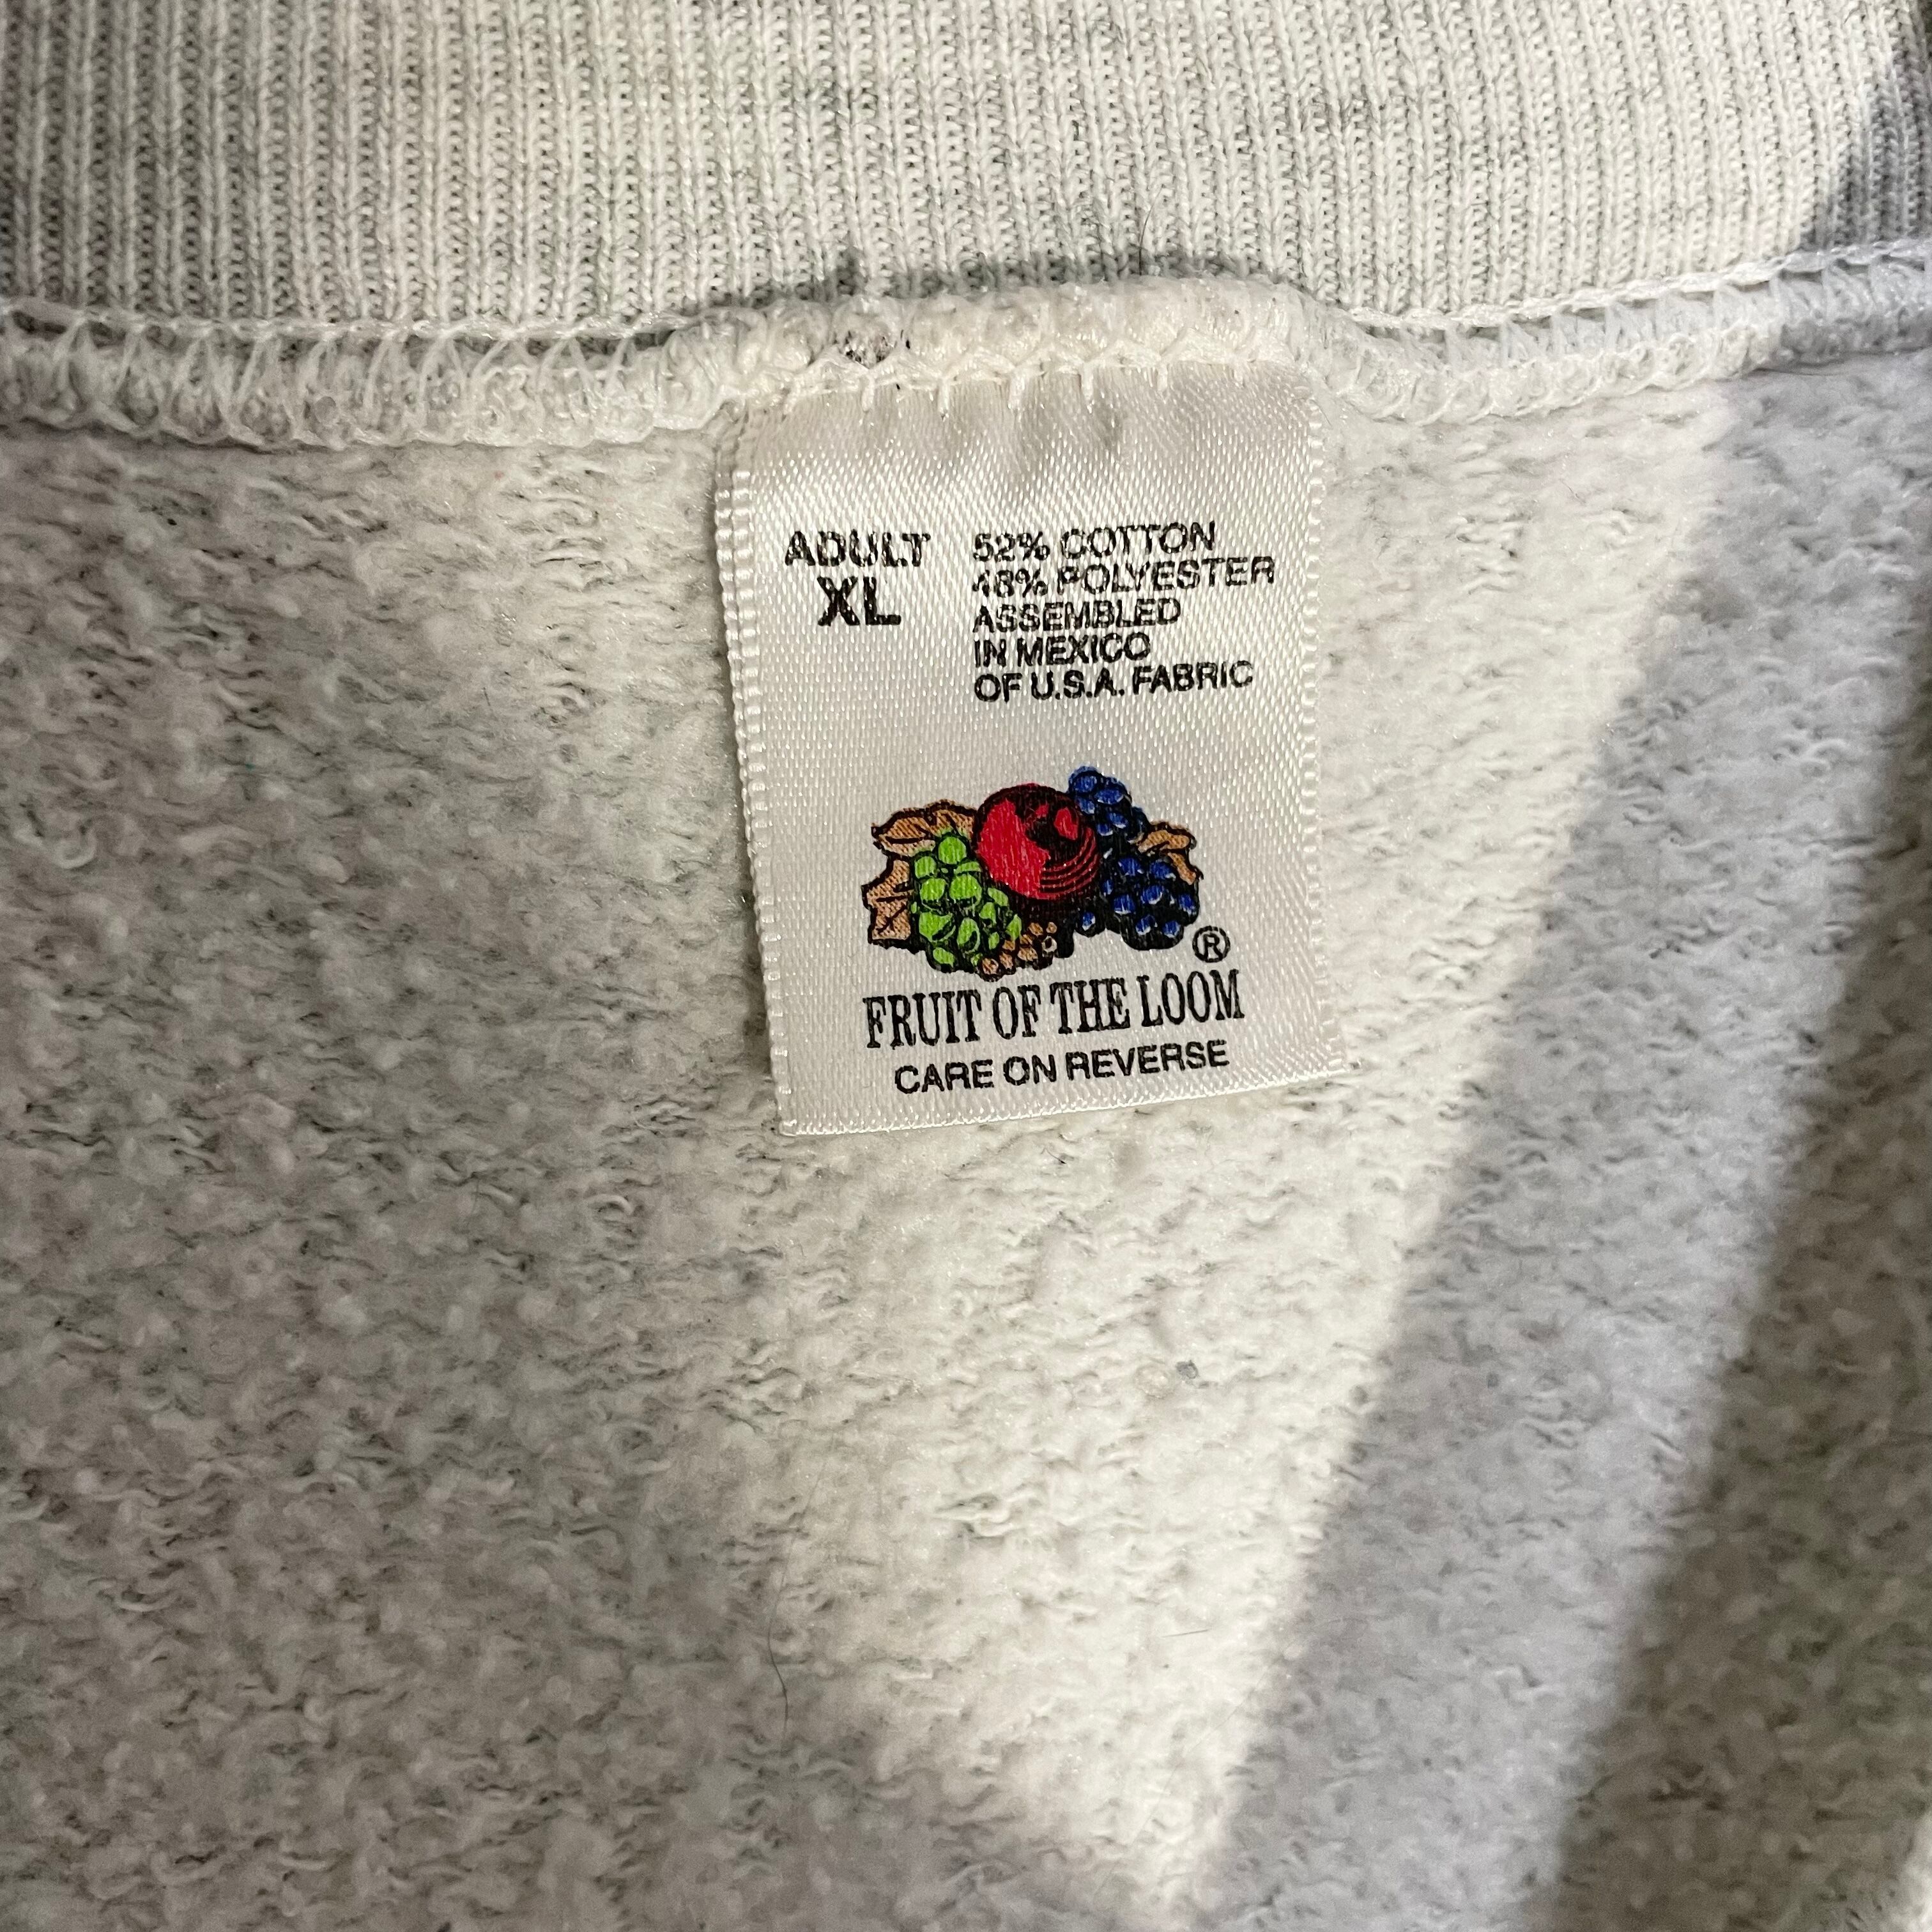 ADULT
XL
52% COTTON
48% POLYESTER
ASSEMBLED
IN MEXICO
OF U.S.A. FABRIC
®
FRUIT OF THE LOOM
CARE ON REVERSE